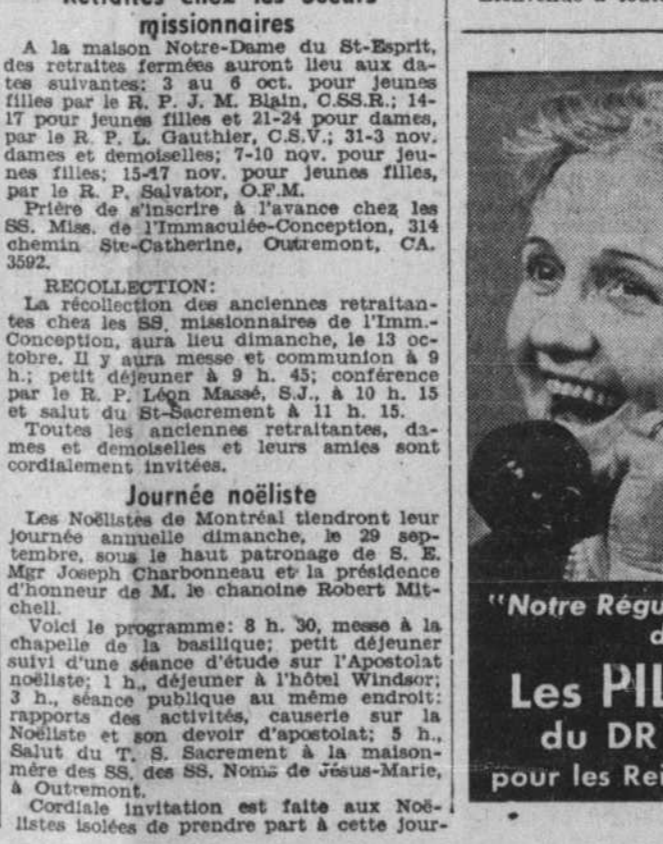 Retraites chez les Soeurs
missionnaires
A la maison Notre-Dame du St-Esprit,
des retraites fermées auront lieu aux da-
tes suivantes: 3 au 6 oct. pour jeunes
filles par le R. P. J. M. Blain, C.SS.R.; 14-
17 pour jeunes filles et 21-24 pour dames,
par le R. P. L. Gauthier, C.S.V.; 31-3 nov.
dames et demoiselles; 7-10 nov. pour jeu-
nes filles; 15-17 nov. pour jeunes filles,
par le R. P. Salvator, O.F.M.
Prière de s'inscrire à l'avance chez les
SS. Miss. de l'Immaculée-Conception, 314
chemin Ste-Catherine, Outremont, CA.
3592.
RECOLLECTION:
La récollection des anciennes retraitan-
tes chez les SS. missionnaires de l'Imm.-
Conception, aura lieu dimanche, le 13 oc-
tobre. Il y aura messe et communion à 9
h.; petit déjeuner à 9 h. 45; conférence
par le R. P. Léon Massé, S.J., à 10 h. 15
et salut du St-Sacrement à 11 h. 15.
Toutes les anciennes retraitantes, da-
mes et demoiselles et leurs amies sont
cordialement invitées.
Journée noëliste
Les Noëlistes de Montréal tiendront leur
journée annuelle dimanche, le 29 sep-
tembre, sous le haut patronage de S. E.
Mgr Joseph Charbonneau et la présidence
d'honneur de M. le chanoine Robert Mit-
chell.
Voici le programme: 8 h. 30, messe à la
chapelle de la basilique; petit déjeuner
suivi d'une séance d'étude sur l'Apostolat
noëliste; 1 h., déjeuner à l'hôtel Windsor;
3 h., séance publique au même endroit:
rapports des activités, causerie sur la
Noëliste et son devoir d'apostolat; 5 h.,
Salut du T. S. Sacrement à la maison-
mère des SS. des SS. Noms de Jésus-Marie,
à Outremont.
Cordiale invitation est faite aux Noë-
listes isolées de prendre part à cette jour-
"Notre Régu
d
Les PIL
du DR
pour les Rei